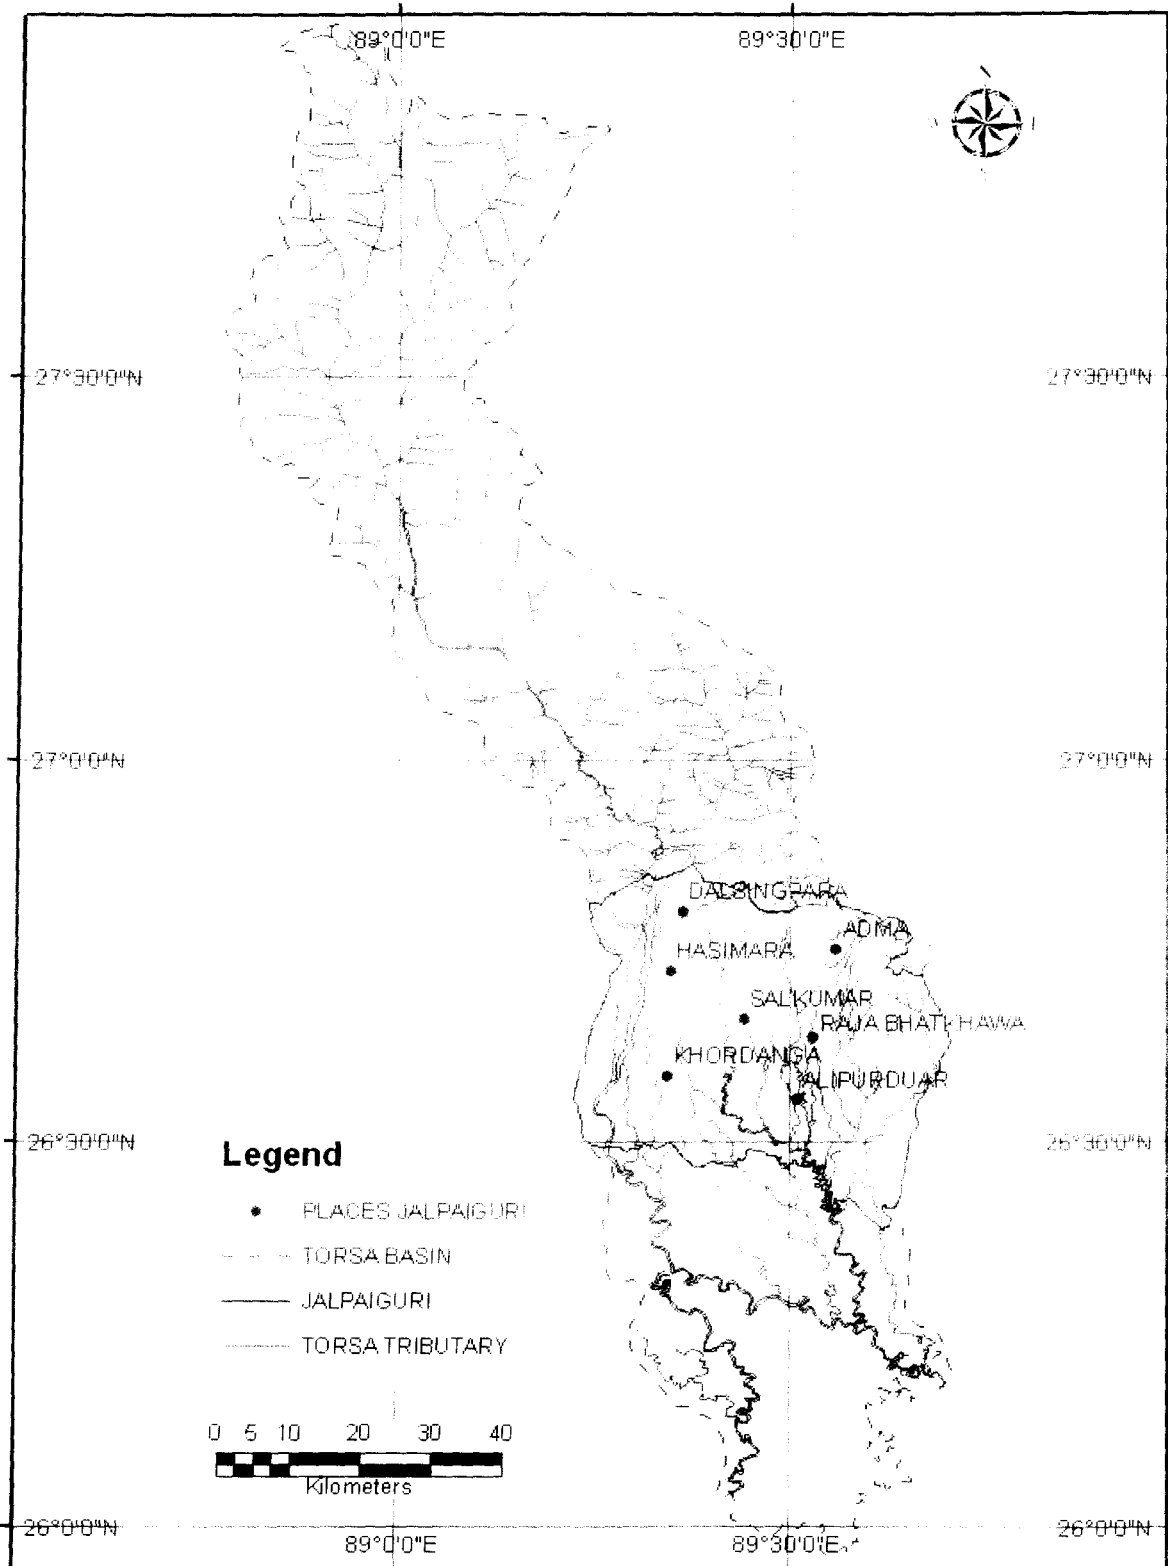 89°0'0"E 89°30'0"E
27°30'0"N 27°30'0"N
27°0'0"N 27°0'0"N
DALSINGPARA
ADMA
HASIMARA
SALKUMAR
RAJA BHATKHAWA
KHORDANGA
ALIPURDUAR
26°30'0"N 26°30'0"N
Legend
PLACES JALPAIGURI
TORSA BASIN
JALPAIGURI
TORSA TRIBUTARY
0 5 10 20 30 40
Kilometers
26°0'0"N 26°0'0"N
89°0'0"E 89°30'0"E